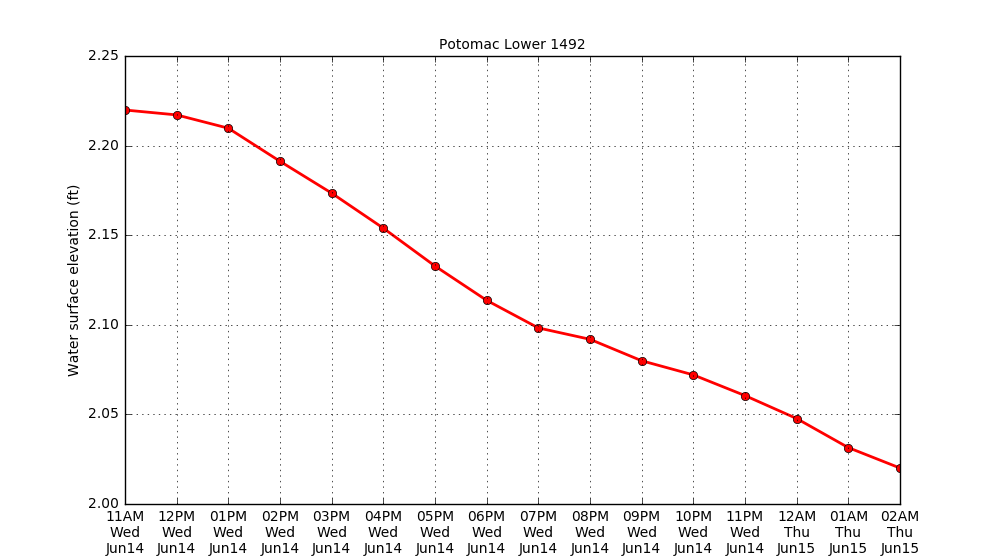 Potomac Lower 1492
Water surface elevation (ft)
2.25
2.20
2.15
2.10
2.05
2.00
11AM 12PM 01PM 02PM 03PM 04PM 05PM 06PM 07PM 08PM 09PM 10PM 11PM 12AM 01AM 02AM
Wed Wed Wed Wed Wed Wed Wed Wed Wed Wed Wed Wed Wed Thu Thu Thu
Jun14 Jun14 Jun14 Jun14 Jun14 Jun14 Jun14 Jun14 Jun14 Jun14 Jun14 Jun14 Jun14 Jun15 Jun15 Jun15